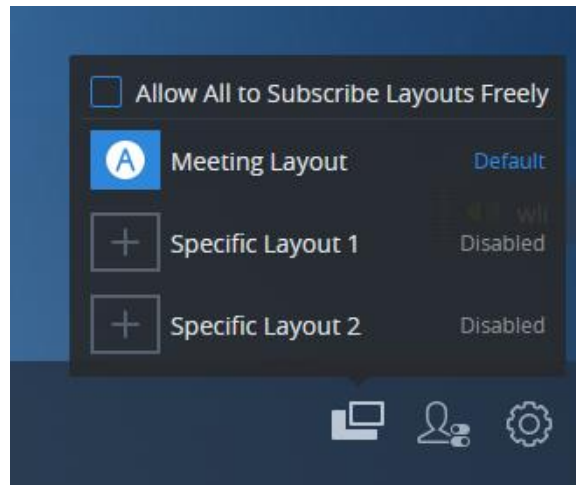 Allow All to Subscribe Layouts Freely
A Meeting Layout Default
Specific Layout 1 Disabled
Specific Layout 2 Disabled